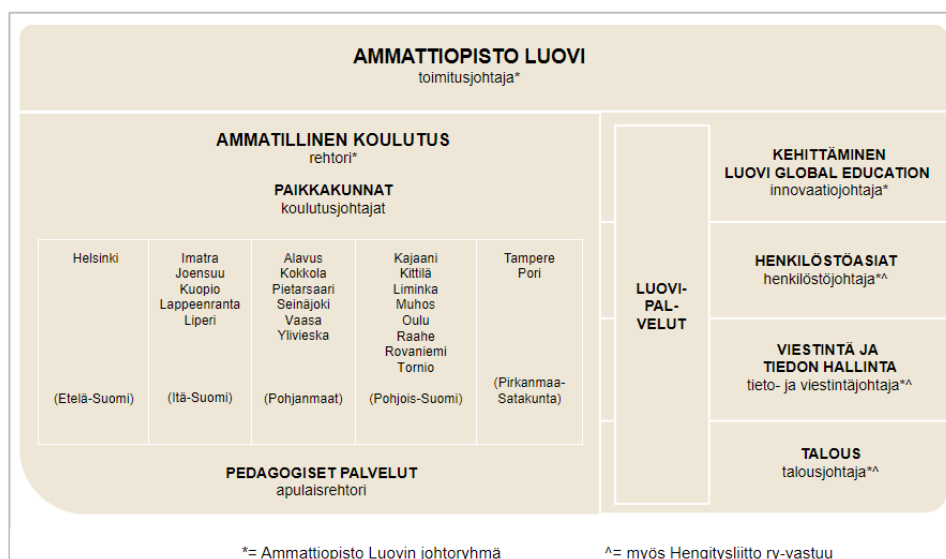 AMMATTIOPISTO LUOVI
toimitusjohtaja*
AMMATILLINEN KOULUTUS
rehtori*
PAIKKAKUNNAT
koulutusjohtajat
Helsinki
(Etelä-Suomi)
Imatra
Joensuu
Kuopio
Lappeenranta
Liperi
(Itä-Suomi)
Alavus
Kokkola
Pietarsaari
Seinäjoki
Vaasa
Ylivieska
(Pohjanmaat)
Kajaani
Kittilä
Liminka
Muhos
Oulu
Raahe
Rovaniemi
Tornio
(Pohjois-Suomi)
Tampere
Pori
(Pirkanmaa-
Satakunta)
PEDAGOGISET PALVELUT
apulaisrehtori
LUOVI-
PAL-
VELUT
KEHITTÄMINEN
LUOVI GLOBAL EDUCATION
innovaatiojohtaja*
HENKILÖSTÖASIAT
henkilöstöjohtaja*^
VIESTINTÄ JA
TIEDON HALLINTA
tieto- ja viestintäjohtaja*^
TALOUS
talousjohtaja*^
*= Ammattiopisto Luovin johtoryhmä
^= myös Hengitysliitto ry-vastuu